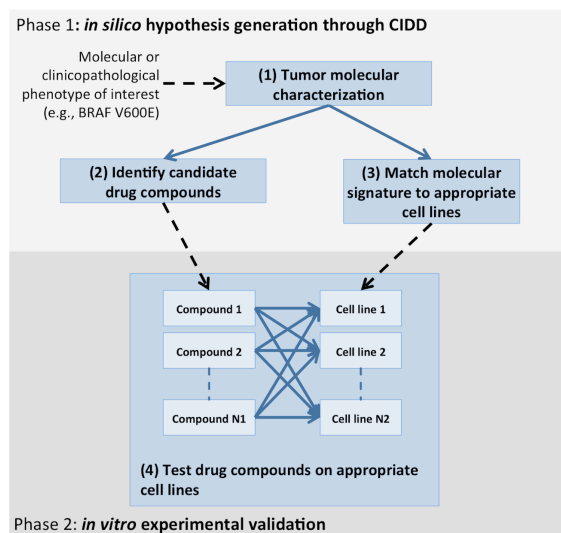 Phase 1: in silico hypothesis generation through CIDD
Molecular or
clinicopathological
phenotype of interest
(e.g., BRAF V600E)
(1) Tumor molecular
characterization
(2) Identify candidate
drug compounds
(3) Match molecular
signature to appropriate
cell lines
Compound 1
Cell line 1
Compound 2
Cell line 2
Compound N1
Cell line N2
(4) Test drug compounds on appropriate
cell lines
Phase 2: in vitro experimental validation